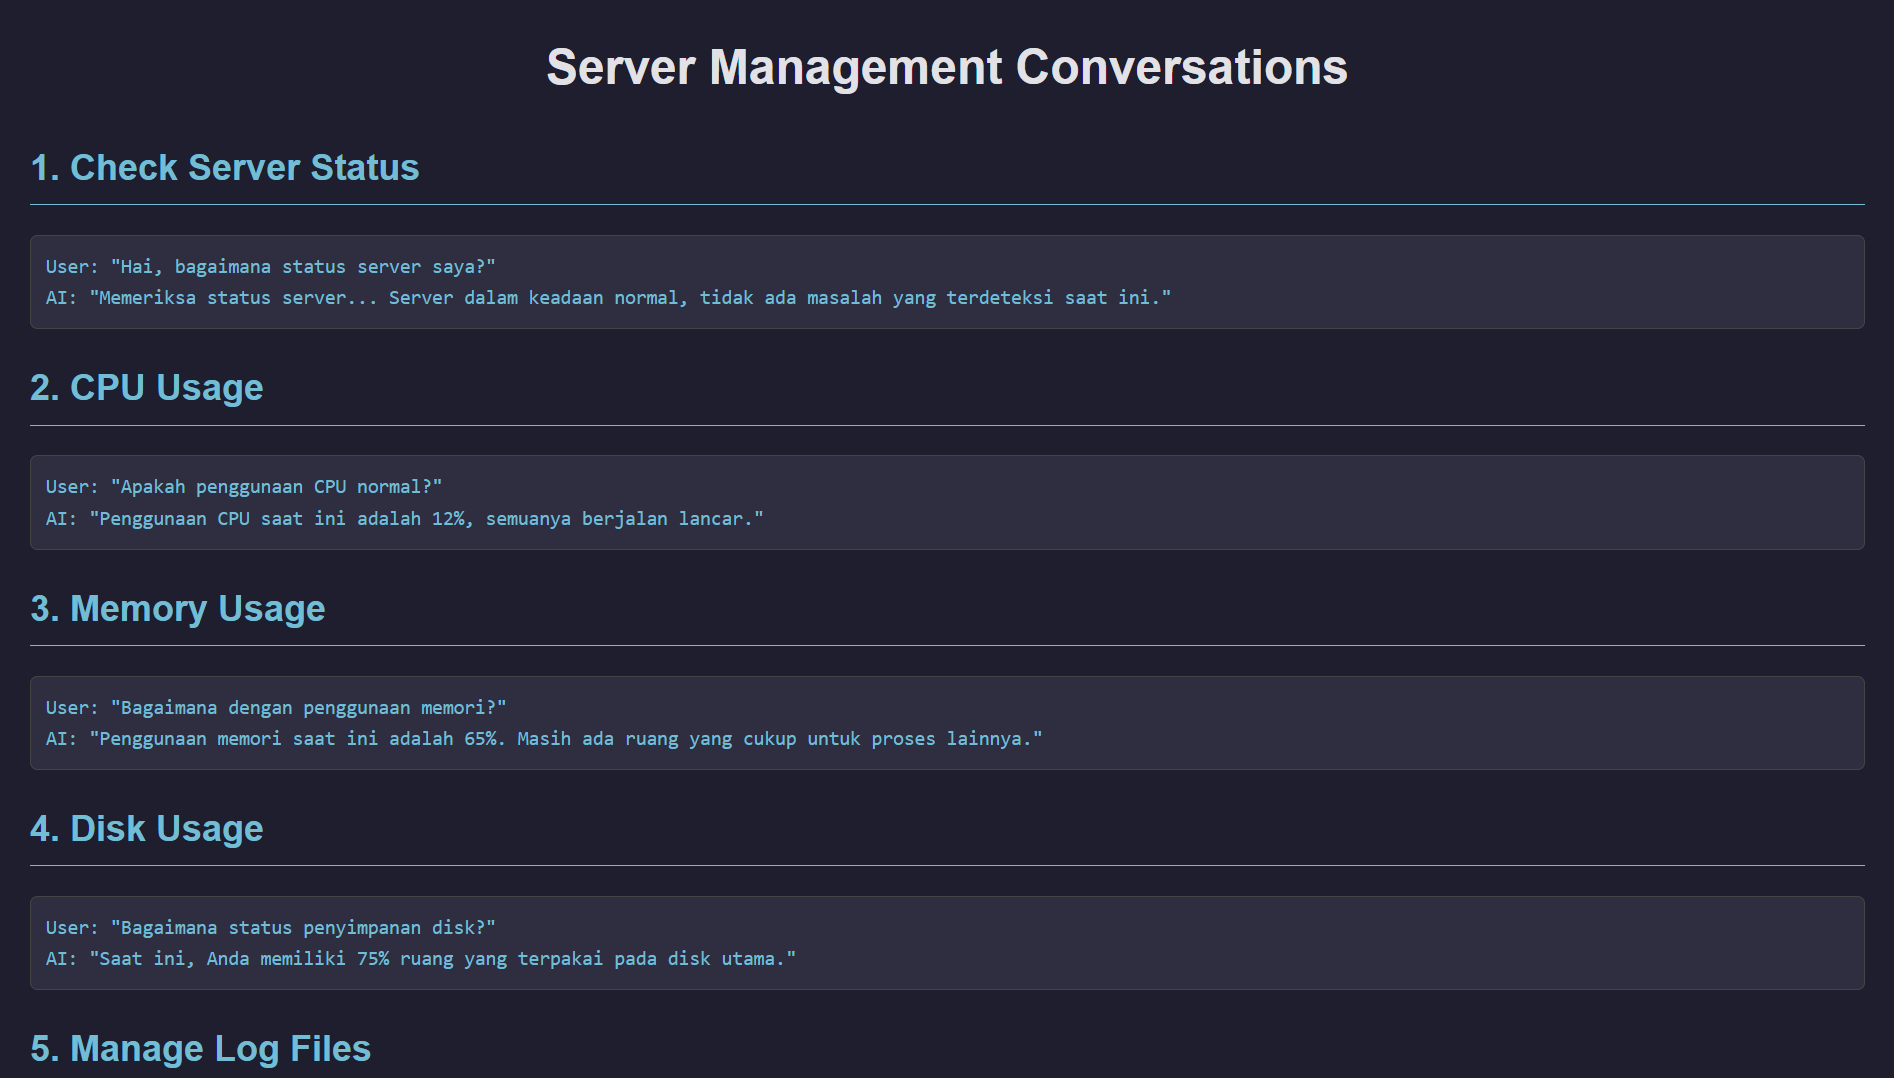 Server Management Conversations
1. Check Server Status
User: "Hai, bagaimana status server saya?"
AI: "Memeriksa status server... Server dalam keadaan normal, tidak ada masalah yang terdeteksi saat ini."
2. CPU Usage
User: "Apakah penggunaan CPU normal?"
AI: "Penggunaan CPU saat ini adalah 12%, semuanya berjalan lancar."
3. Memory Usage
User: "Bagaimana dengan penggunaan memori?"
AI: "Penggunaan memori saat ini adalah 65%. Masih ada ruang yang cukup untuk proses lainnya."
4. Disk Usage
User: "Bagaimana status penyimpanan disk?"
AI: "Saat ini, Anda memiliki 75% ruang yang terpakai pada disk utama."
5. Manage Log Files